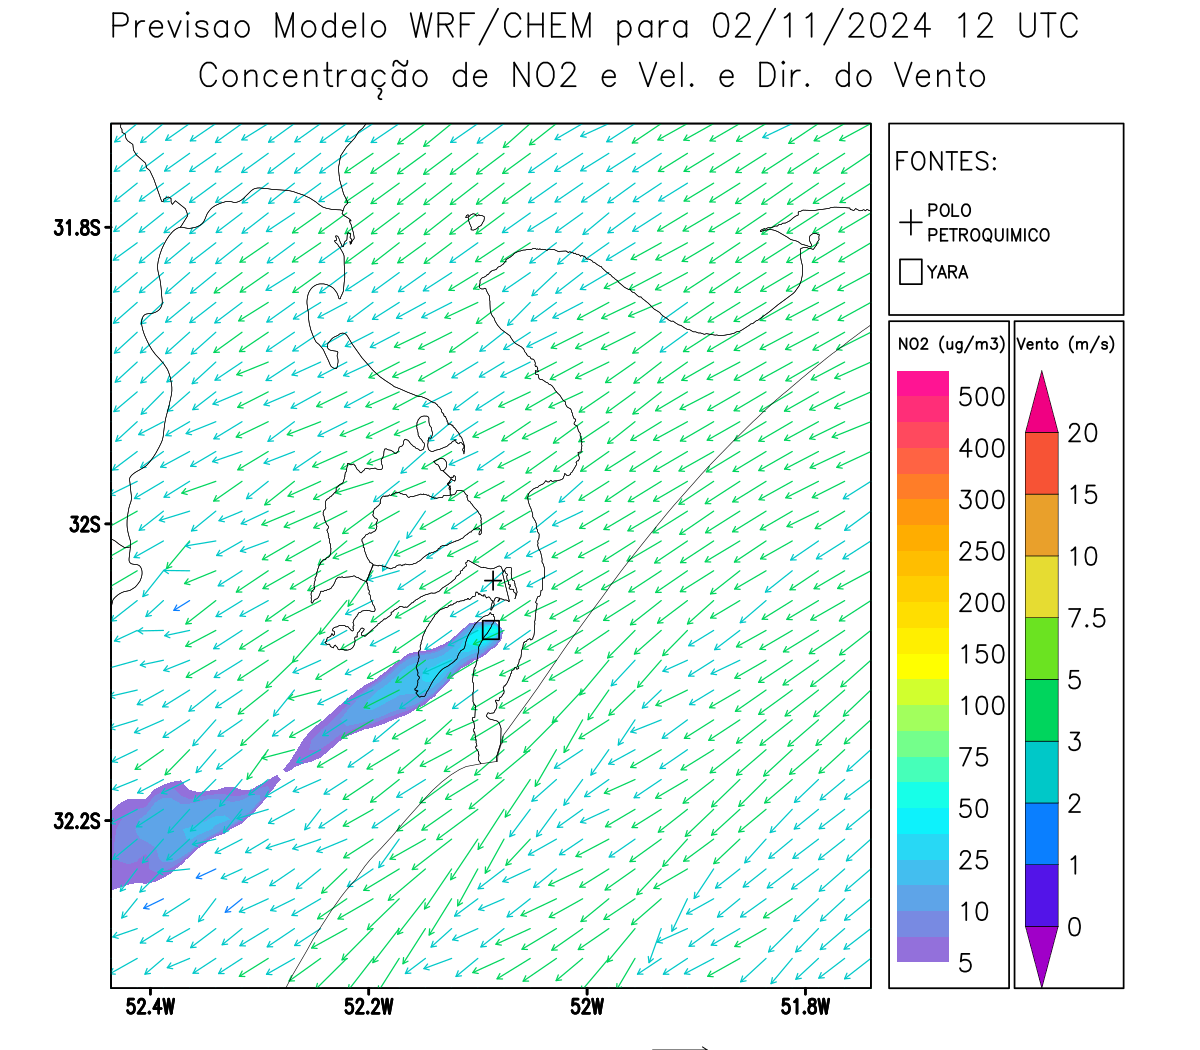 Previsao Modelo WRF/CHEM para 02/11/2024 12 UTC
Concentração de NO2 e Vel. e Dir. do Vento
FONTES:
POLO
PETROQUIMICO
YARA
31.8S
32S
32.2S
52.4W
52.2W
52W
51.8W
NO2 (ug/m3)
500
400
300
250
200
150
100
75
50
25
10
5
Vento (m/s)
20
15
10
7.5
5
3
2
1
0